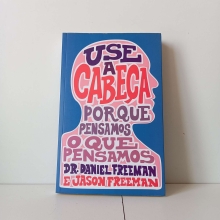 USE
A
CABEÇA
PORQUE
PENSAMOS
O QUE
PENSAMOS
DR. DANIEL FREEMAN
E JASON FREEMAN